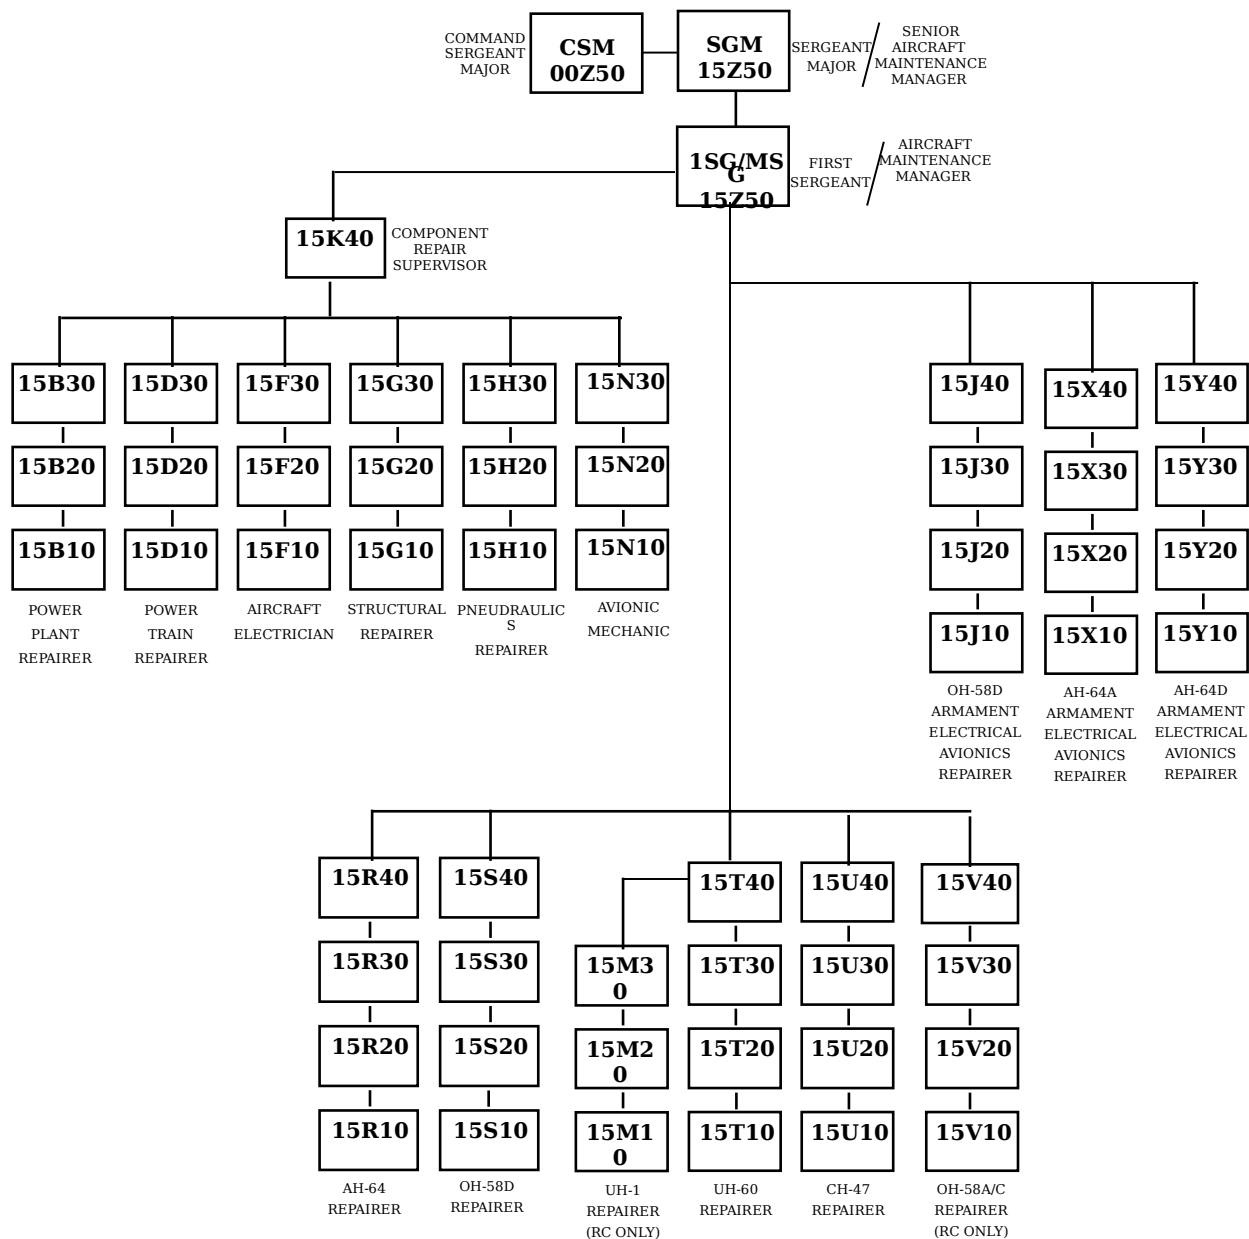 COMMAND
SERGEANT
MAJOR
CSM
00Z50
SGM
15Z50
SERGEANT
MAJOR
SENIOR
AIRCRAFT
MAINTENANCE
MANAGER
1SG/MS
G
15Z50
FIRST
SERGEANT
AIRCRAFT
MAINTENANCE
MANAGER
15K40
COMPONENT
REPAIR
SUPERVISOR
15B30
15D30
15F30
15G30
15H30
15N30
15B20
15D20
15F20
15G20
15H20
15N20
15B10
15D10
15F10
15G10
15H10
15N10
POWER
PLANT
REPAIRER
POWER
TRAIN
REPAIRER
AIRCRAFT
ELECTRICIAN
STRUCTURAL
REPAIRER
PNEUDRAULIC
S
REPAIRER
AVIONIC
MECHANIC
15J40
15X40
15Y40
15J30
15X30
15Y30
15J20
15X20
15Y20
15J10
15X10
15Y10
OH-58D
ARMAMENT
ELECTRICAL
AVIONICS
REPAIRER
AH-64A
ARMAMENT
ELECTRICAL
AVIONICS
REPAIRER
AH-64D
ARMAMENT
ELECTRICAL
AVIONICS
REPAIRER
15R40
15S40
15T40
15U40
15V40
15R30
15S30
15M3
0
15T30
15U30
15V30
15R20
15S20
15M2
0
15T20
15U20
15V20
15R10
15S10
15M1
0
15T10
15U10
15V10
AH-64
REPAIRER
OH-58D
REPAIRER
UH-1
REPAIRER
(RC ONLY)
UH-60
REPAIRER
CH-47
REPAIRER
OH-58A/C
REPAIRER
(RC ONLY)